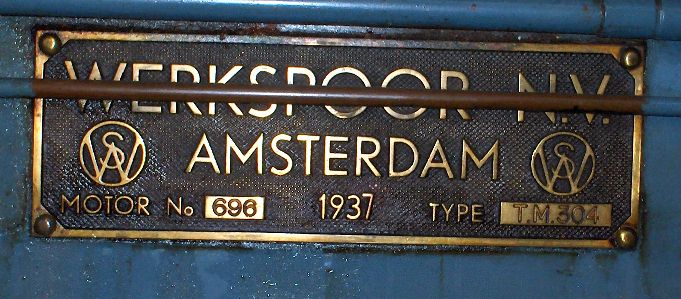 WERKSPOOR N.V.
AMSTERDAM
MOTOR No 696 1937 TYPE T.M.304